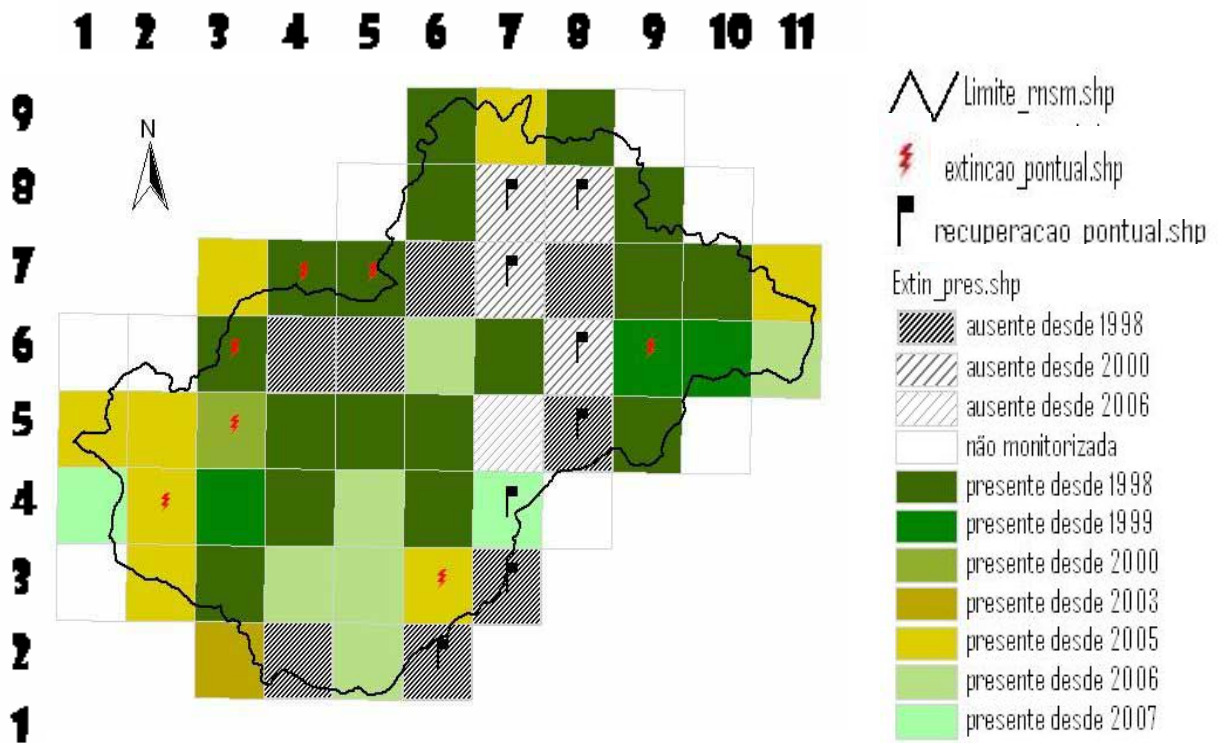 1 2 3 4 5 6 7 8 9 10 11
9
8
7
6
5
4
3
2
1
N
Limite_rnsm.shp
extincao_pontual.shp
recuperacao_pontual.shp
Extin_pres.shp
ausente desde 1998
ausente desde 2000
ausente desde 2006
não monitorizada
presente desde 1998
presente desde 1999
presente desde 2000
presente desde 2003
presente desde 2005
presente desde 2006
presente desde 2007